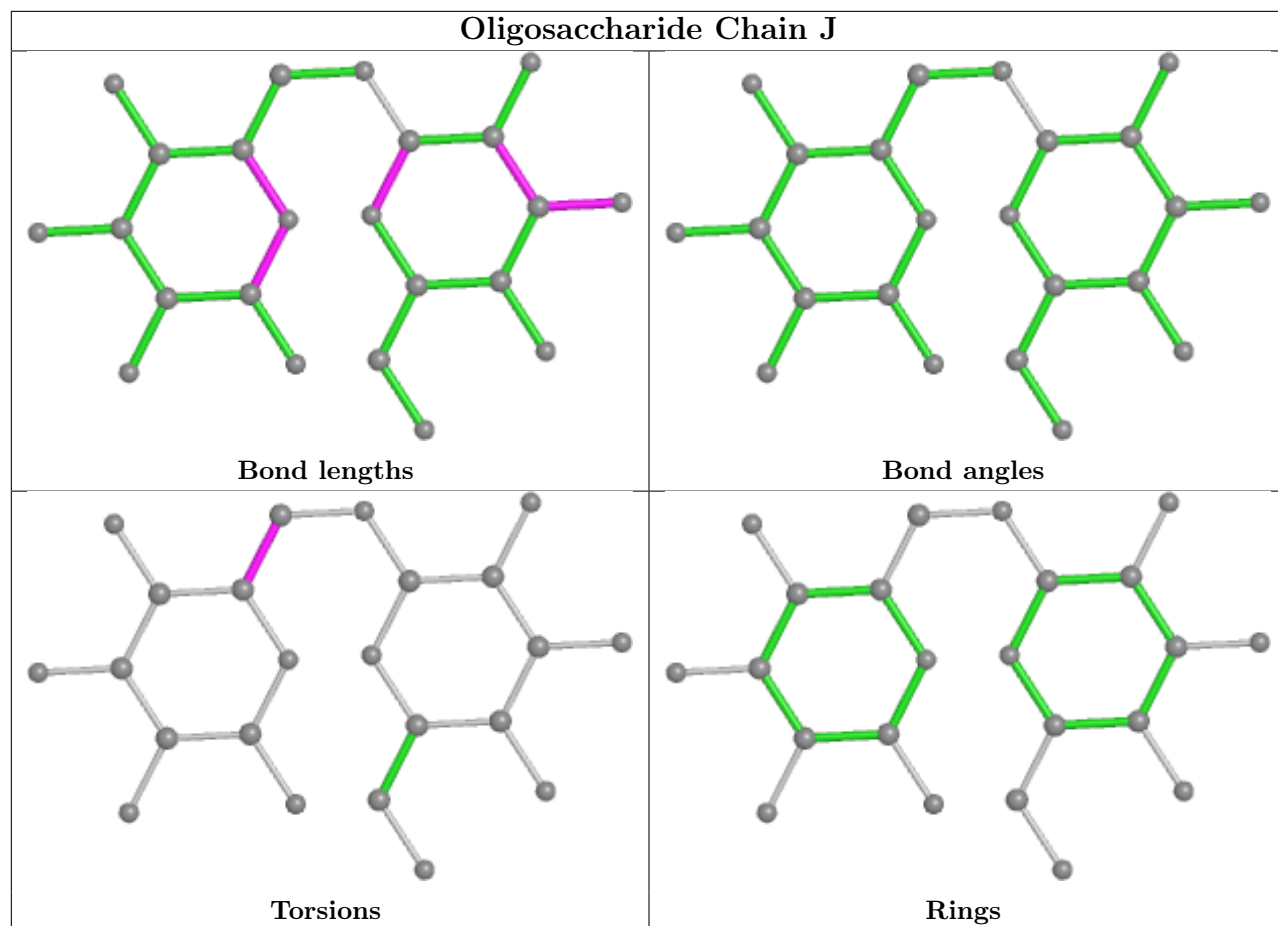 Oligosaccharide Chain J
Bond lengths
Bond angles
Torsions
Rings